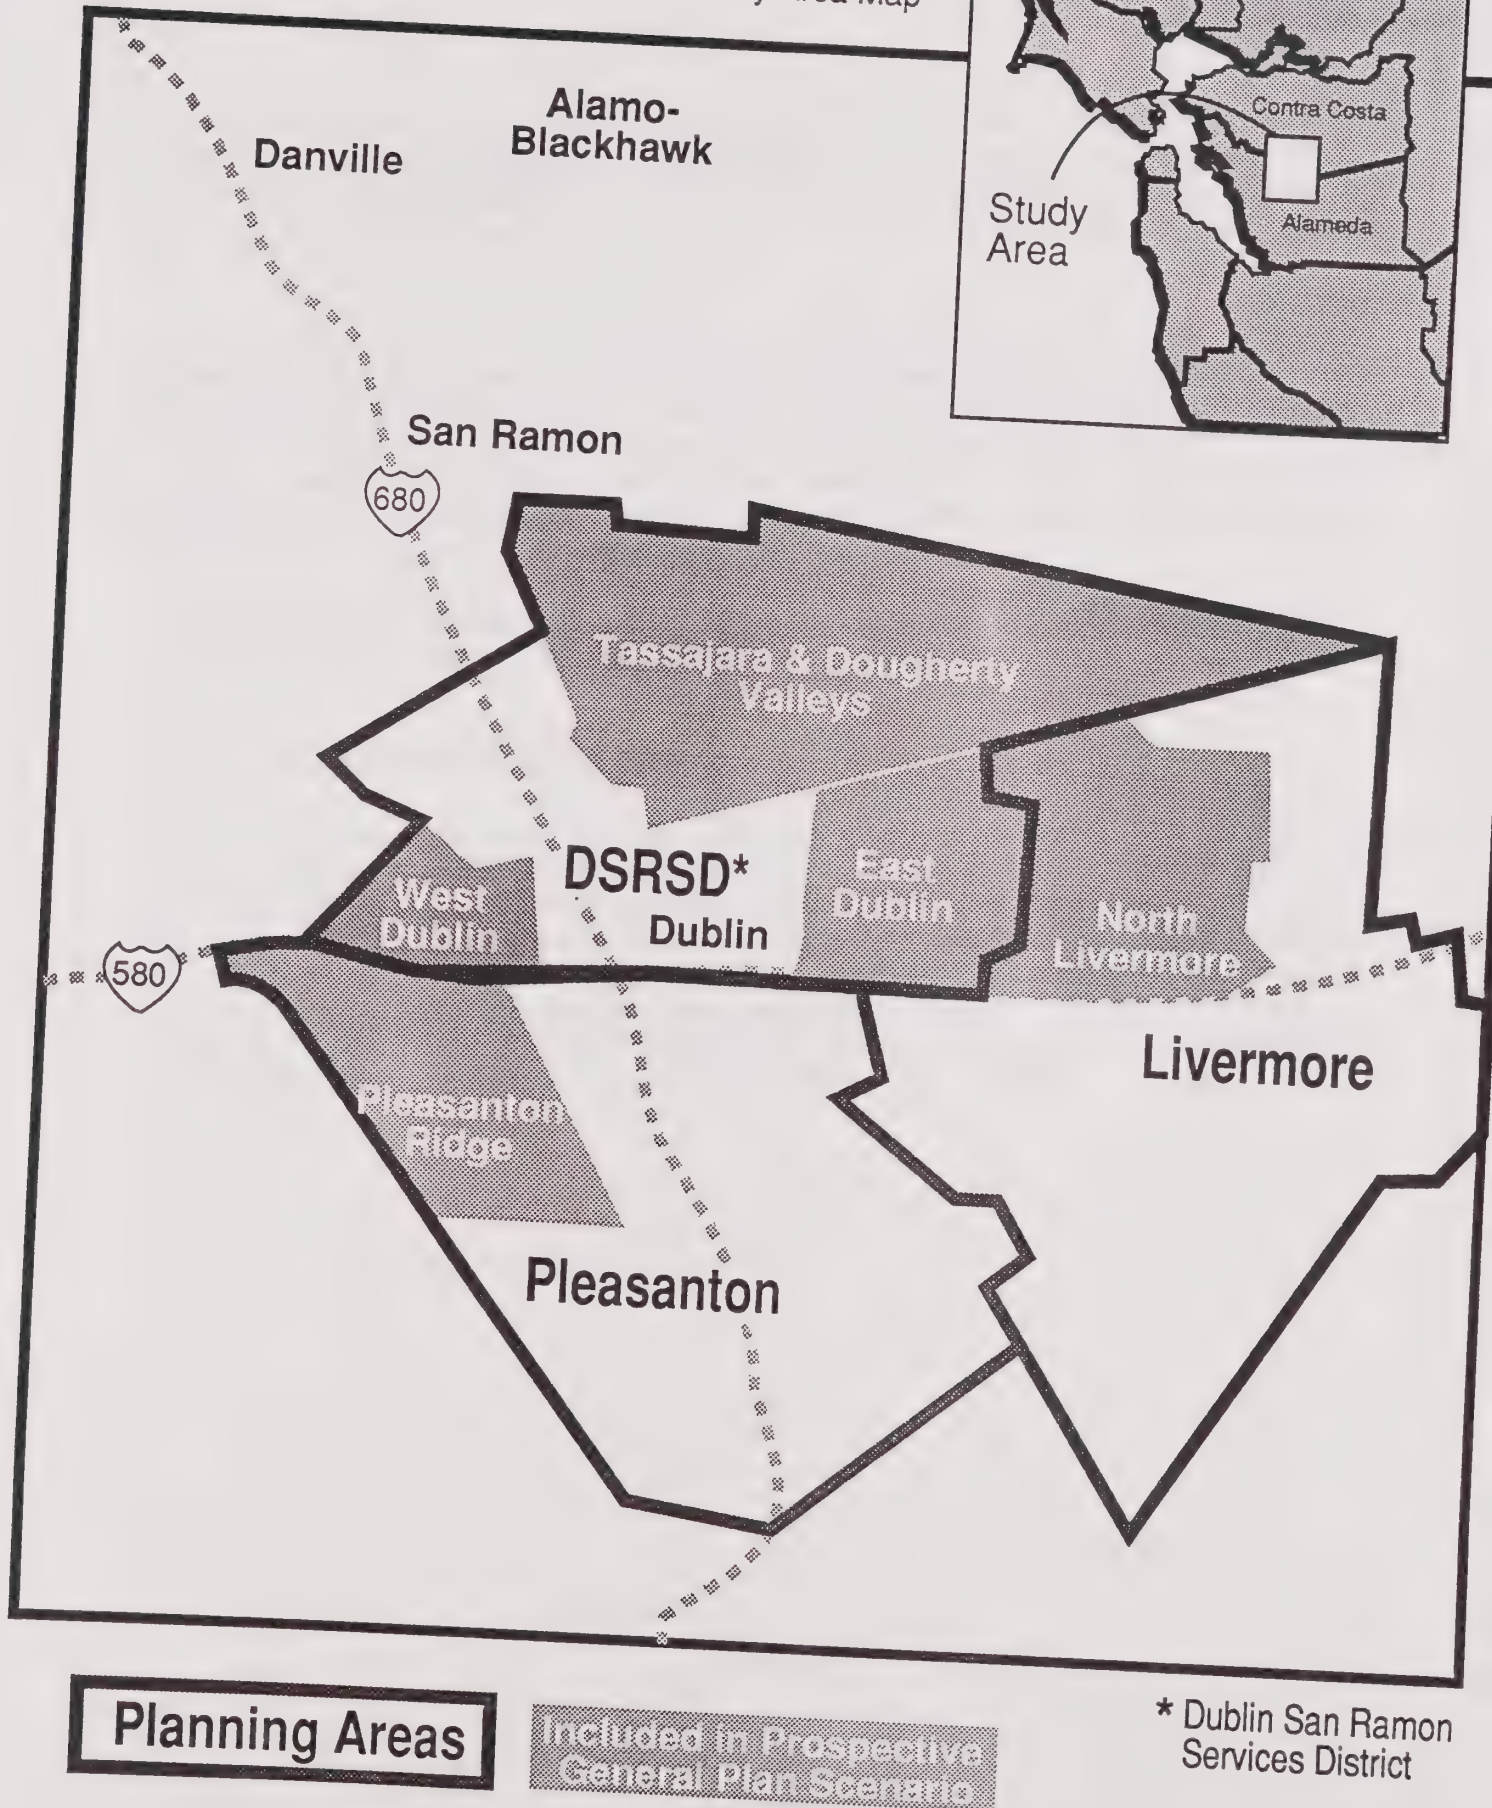 Area Map
Contra Costa
Alameda
Study
Area
Alamo-
Blackhawk
Danville
San Ramon
680
Tassajara & Dougherty
Valleys
West
Dublin
DSRSD*
Dublin
East
Dublin
North
Livermore
580
Livermore
Pleasanton
Ridge
Pleasanton
Planning Areas
Included in Prospective
General Plan Scenario
* Dublin San Ramon
Services District